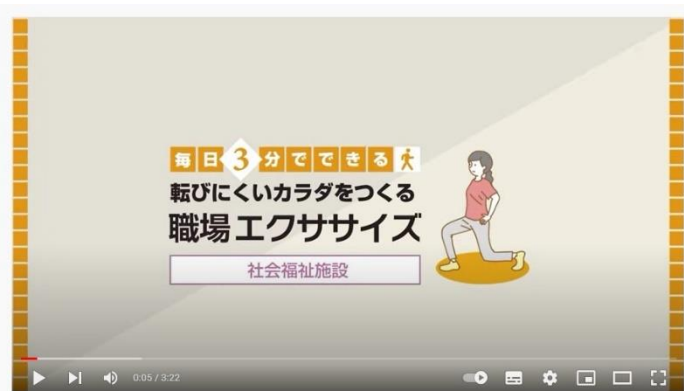 毎日3分でできる
転びにくいカラダをつくる
職場エクササイズ
社会福祉施設
0:05 / 3:22